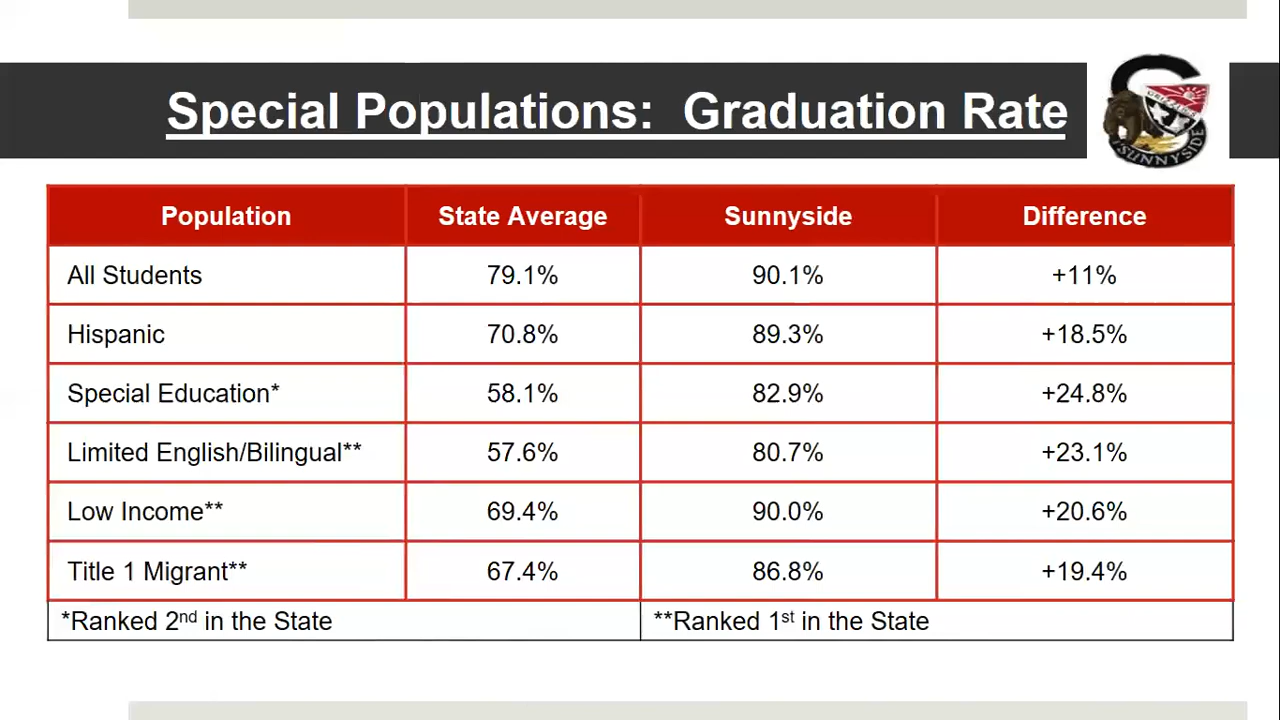 Special Populations: Graduation Rate
GRIZZLIES
SUNNYSIDE
Population State Average Sunnyside Difference
All Students 79.1% 90.1% +11%
Hispanic 70.8% 89.3% +18.5%
Special Education* 58.1% 82.9% +24.8%
Limited English/Bilingual** 57.6% 80.7% +23.1%
Low Income** 69.4% 90.0% +20.6%
Title 1 Migrant** 67.4% 86.8% +19.4%
*Ranked 2nd in the State **Ranked 1st in the State